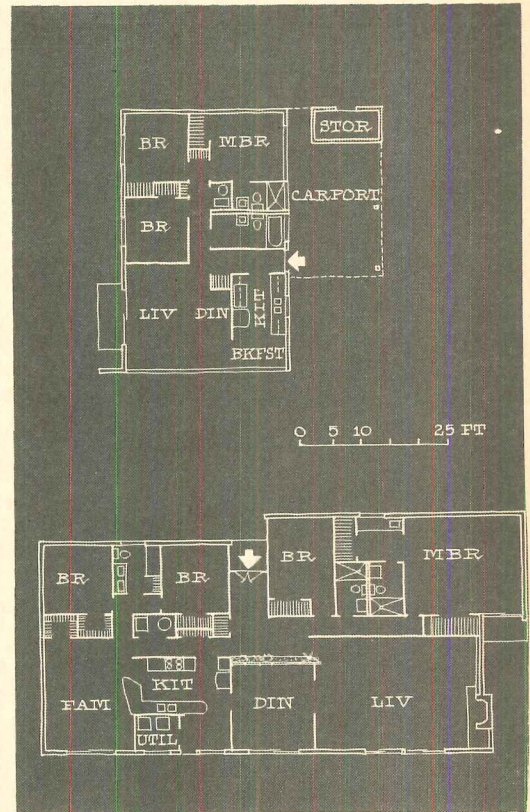 BR
MBR
STOR
CARPORT
BR
LIV
DIN
KIT
BKFST
0 5 10 25 FT
BR
BR
BR
MBR
KIT
FAM
DIN
LIV
UTIL